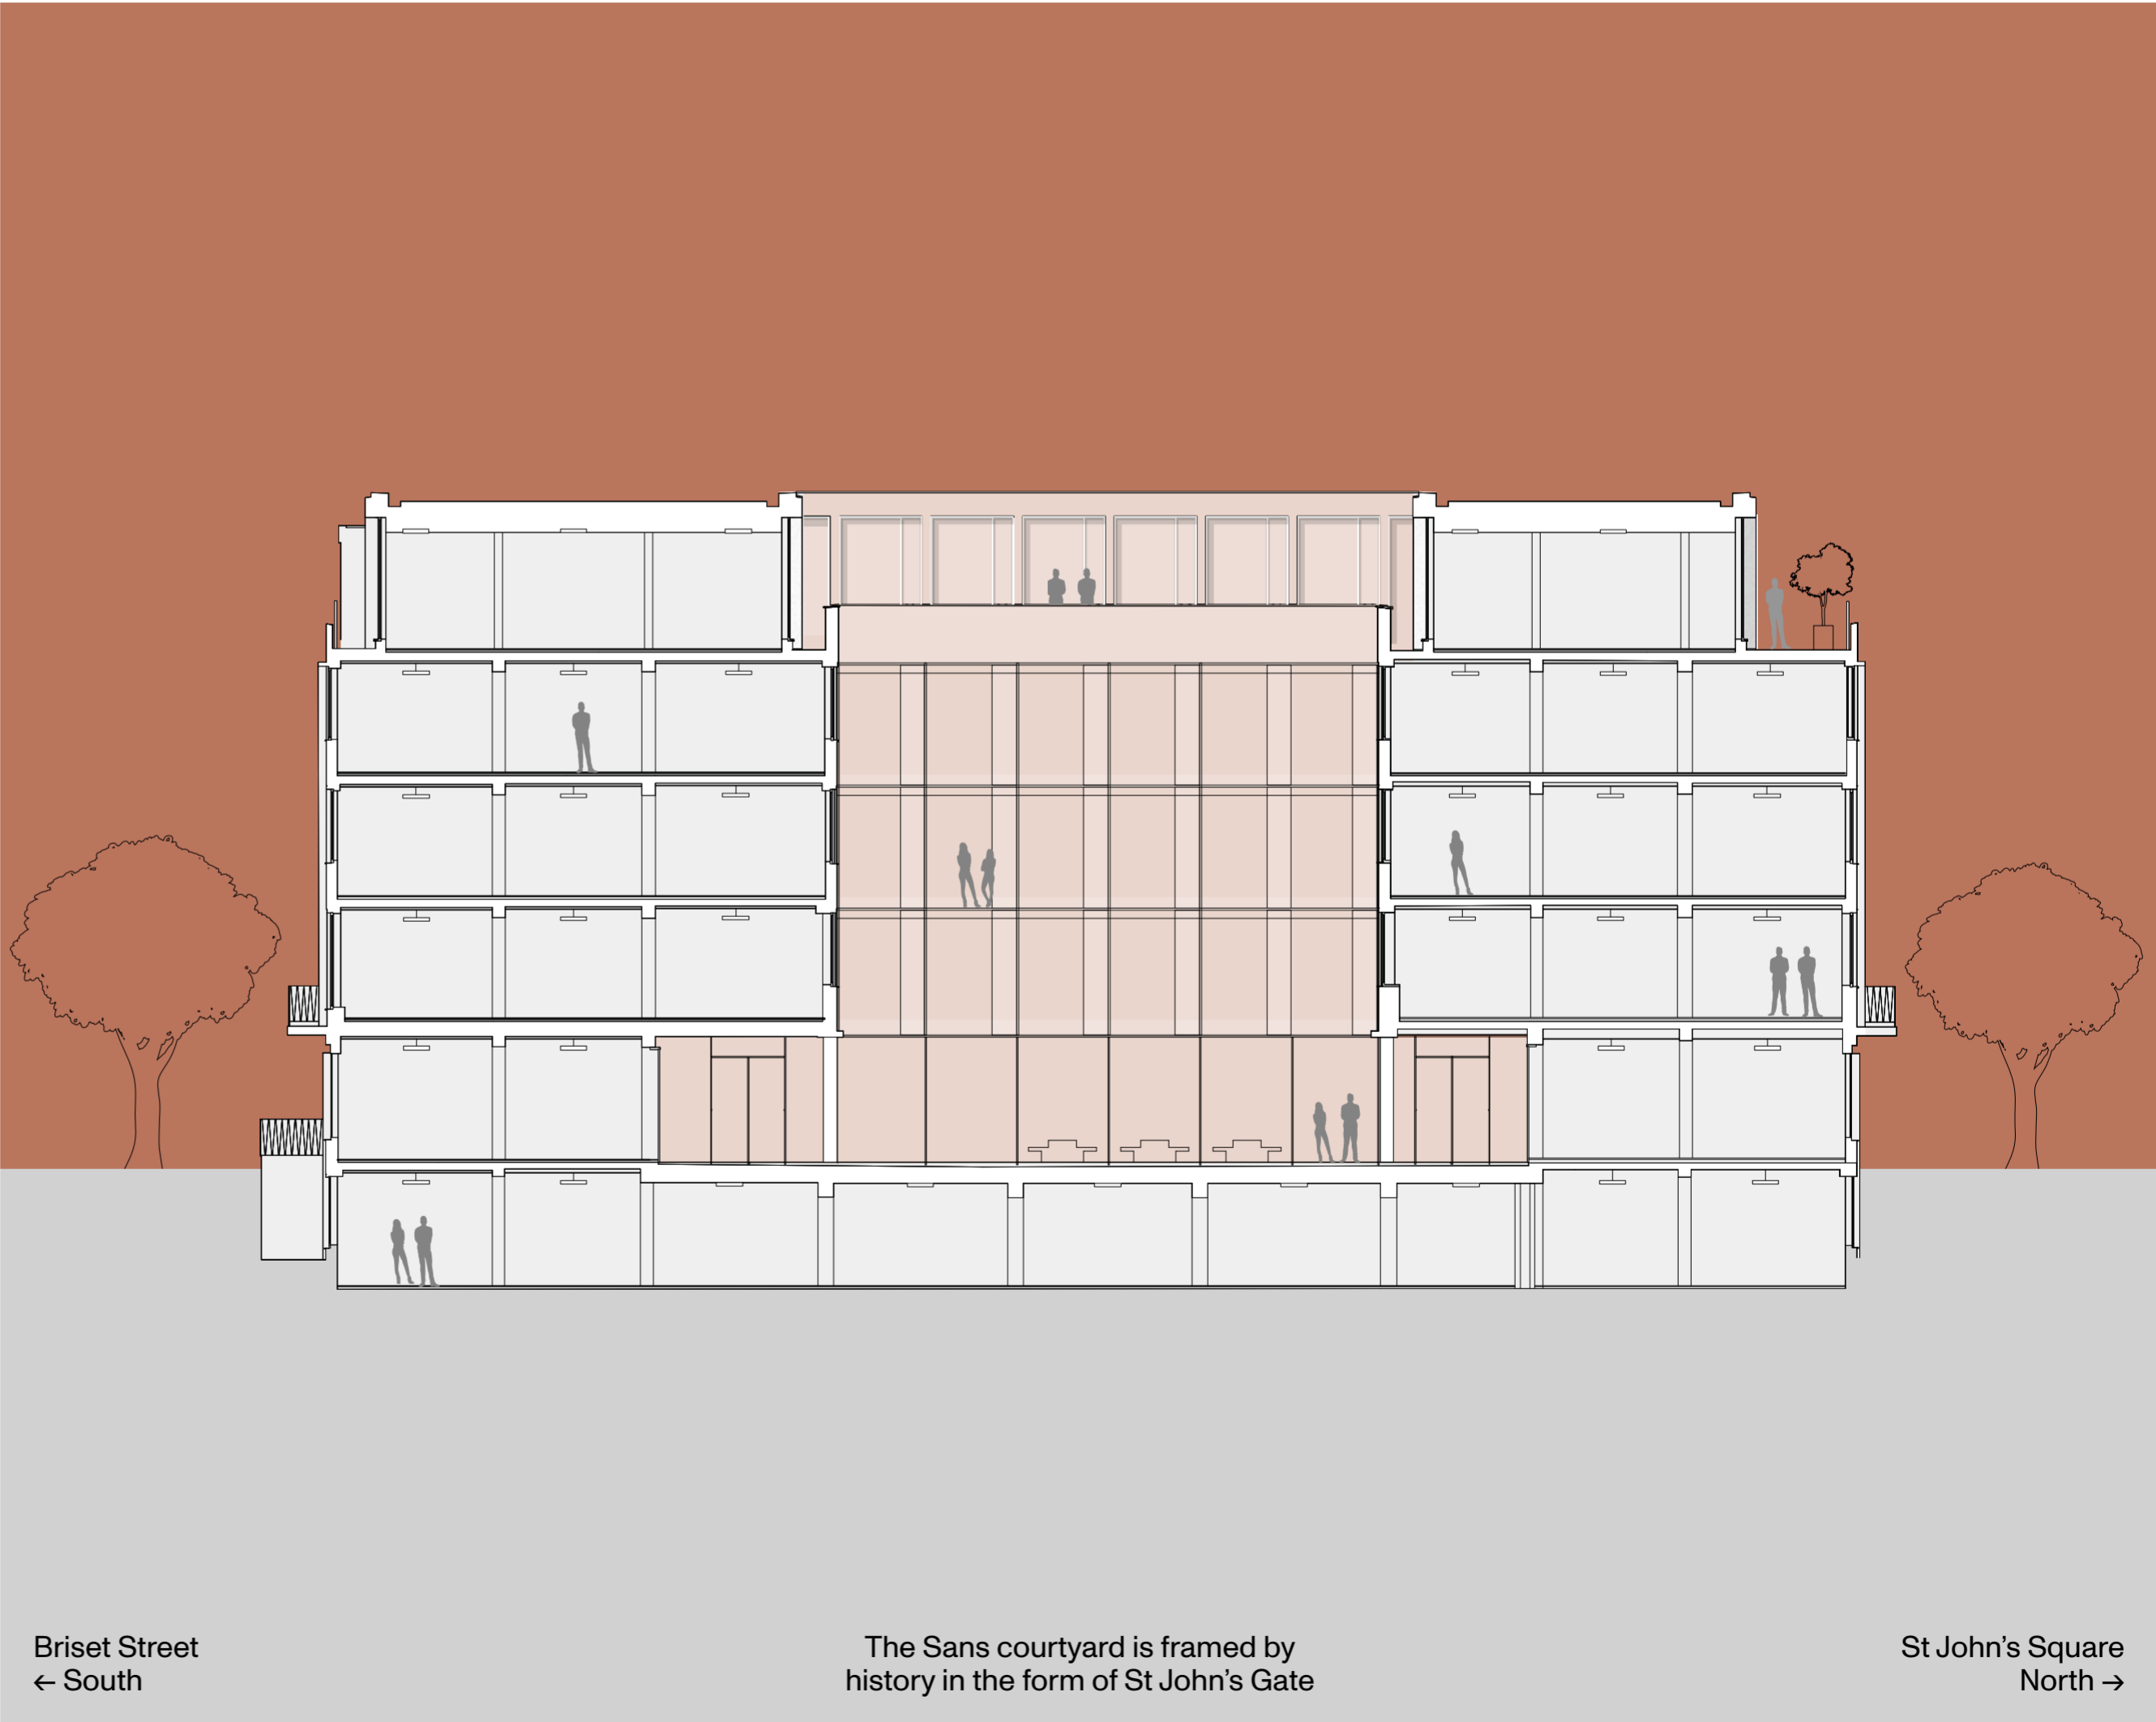 Briset Street
← South
The Sans courtyard is framed by
history in the form of St John’s Gate
St John’s Square
North →